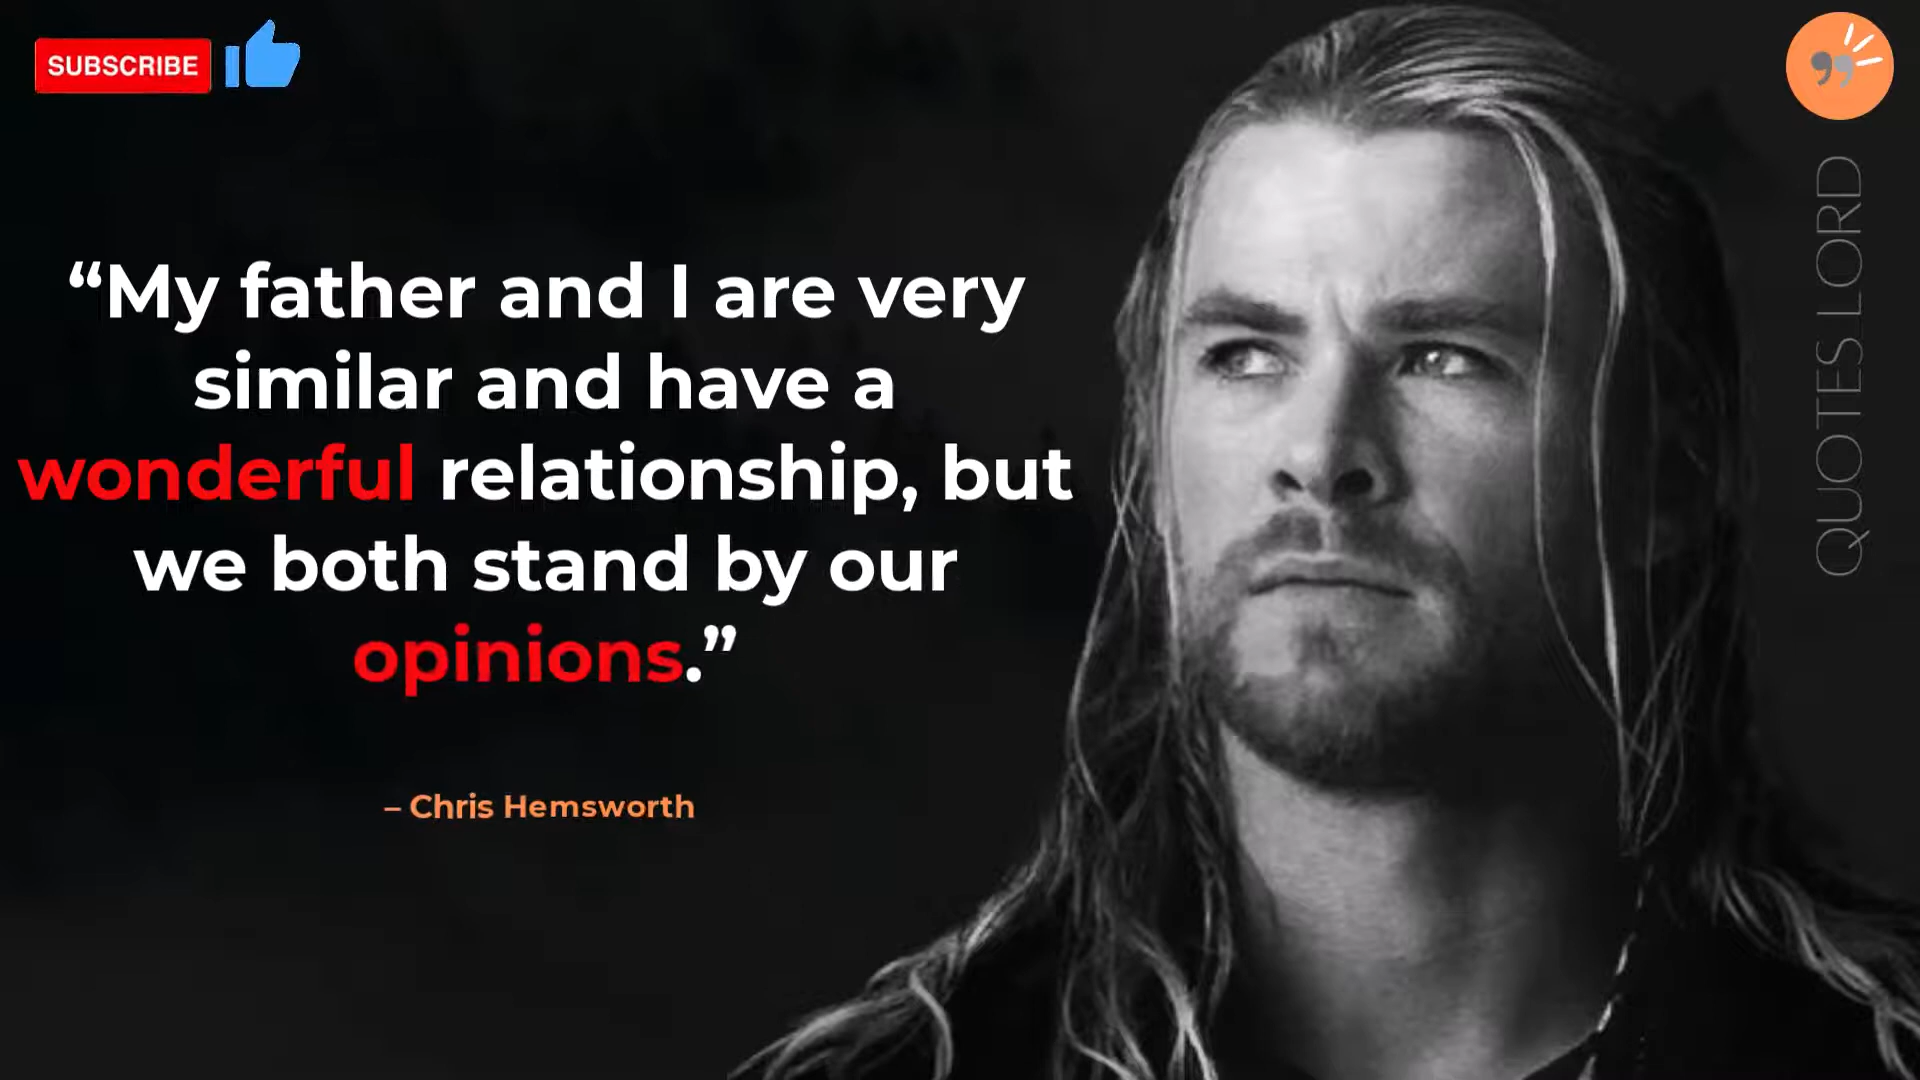 SUBSCRIBE
“My father and I are very
similar and have a
wonderful relationship, but
we both stand by our
opinions.”
– Chris Hemsworth
QUOTES LORD